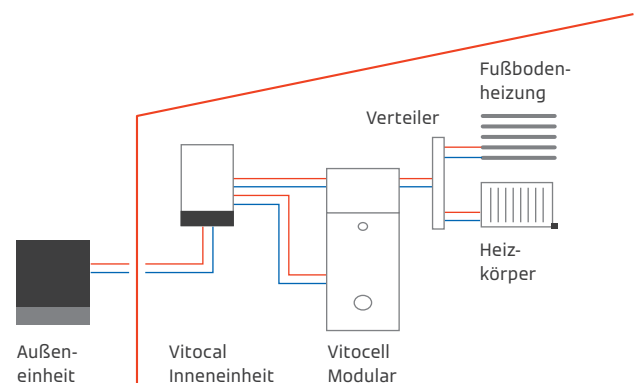 Fußboden-
heizung
Verteiler
Heiz-
körper
Außen-
einheit
Vitocal
Inneneinheit
Vitocell
Modular